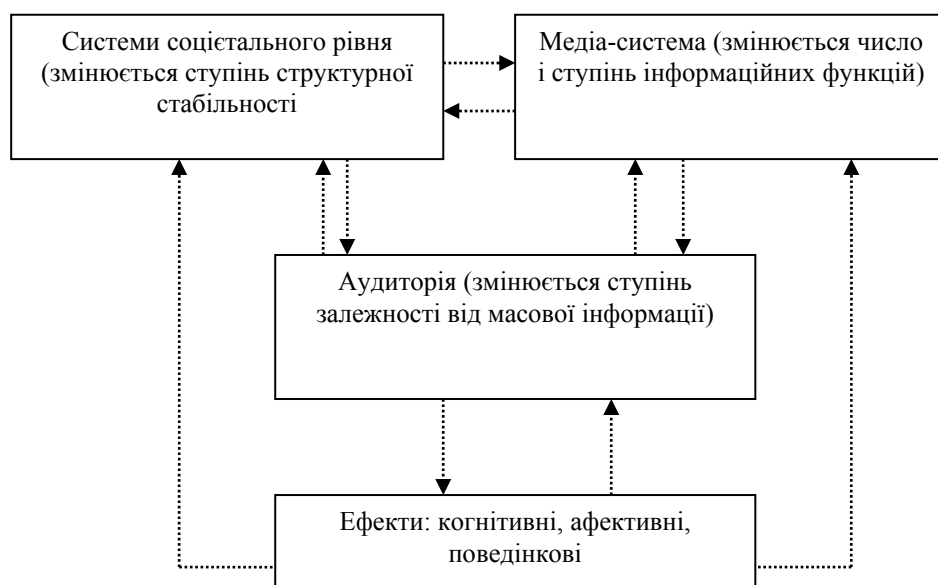 Системи соцієтального рівня
(змінюється ступінь структурної
стабільності
Медіа-система (змінюється число
і ступінь інформаційних функцій)
Аудиторія (змінюється ступінь
залежності від масової інформації)
Ефекти: когнітивні, афективні,
поведінкові